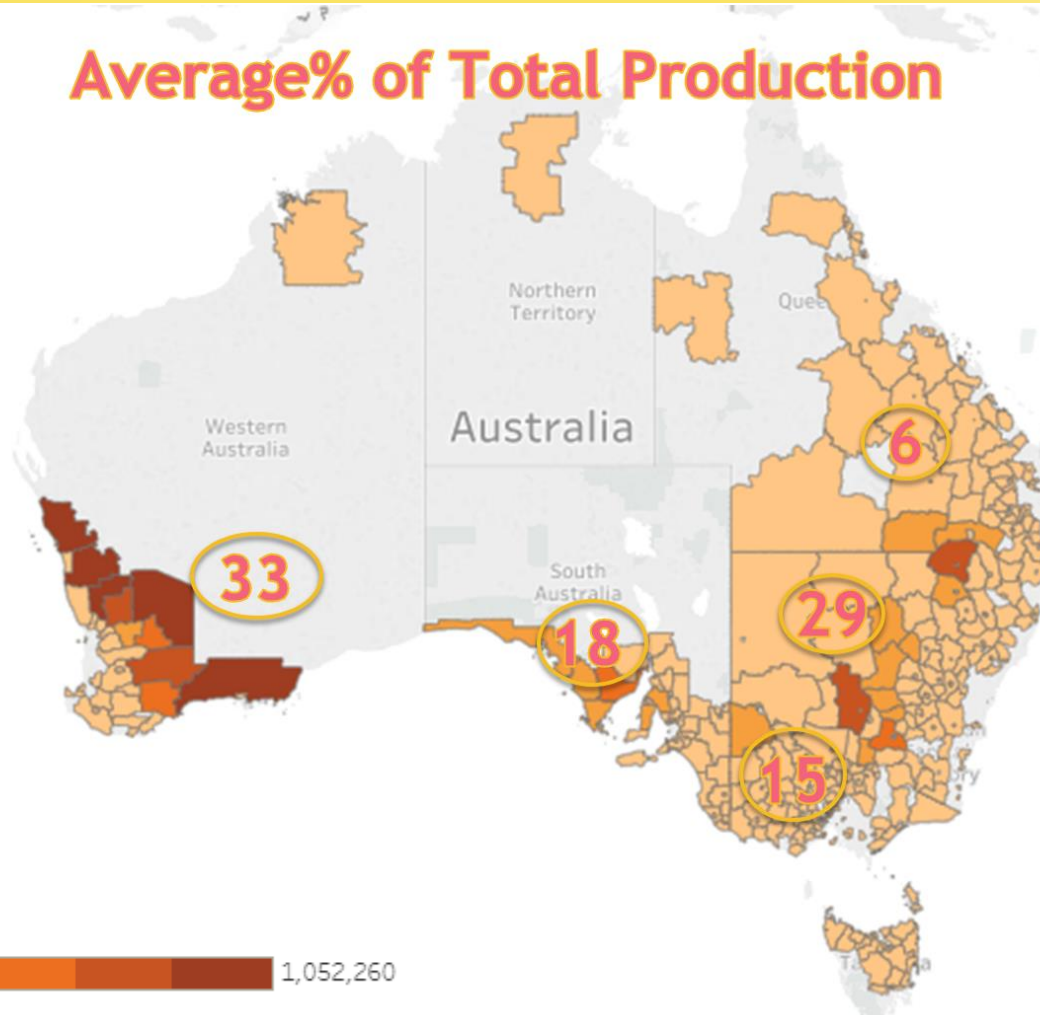 Average% of Total Production
Northern
Territory
Quee
Western
Australia
Australia
6
33
South
Australia
29
18
15
1,052,260